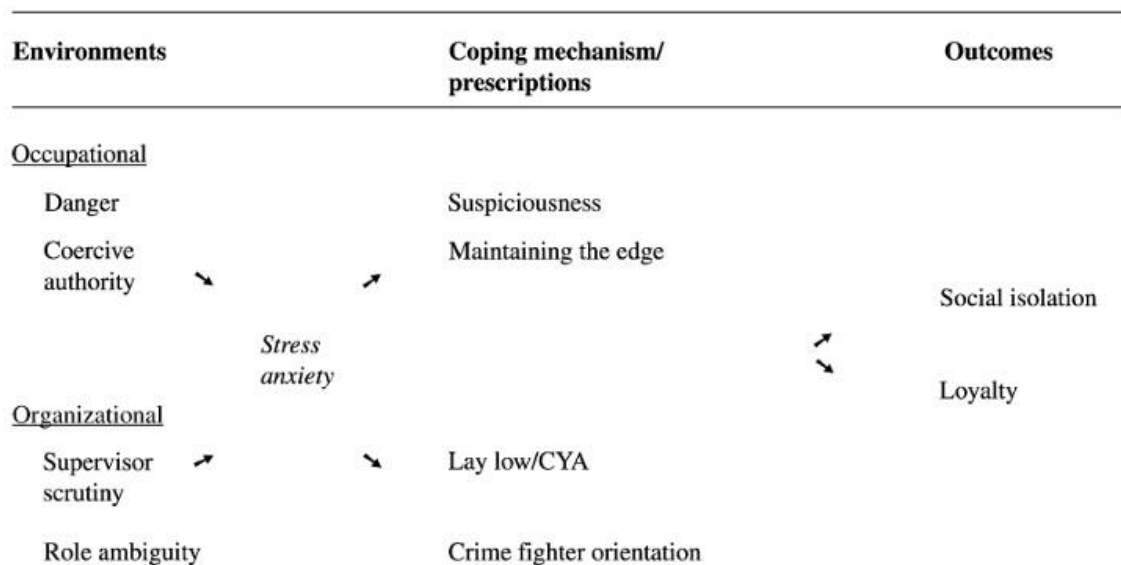 Environments
Coping mechanism/
prescriptions
Outcomes
Occupational
Danger
Suspiciousness
Coercive
authority
Maintaining the edge
Social isolation
Stress
anxiety
Loyalty
Organizational
Supervisor
scrutiny
Lay low/CYA
Role ambiguity
Crime fighter orientation